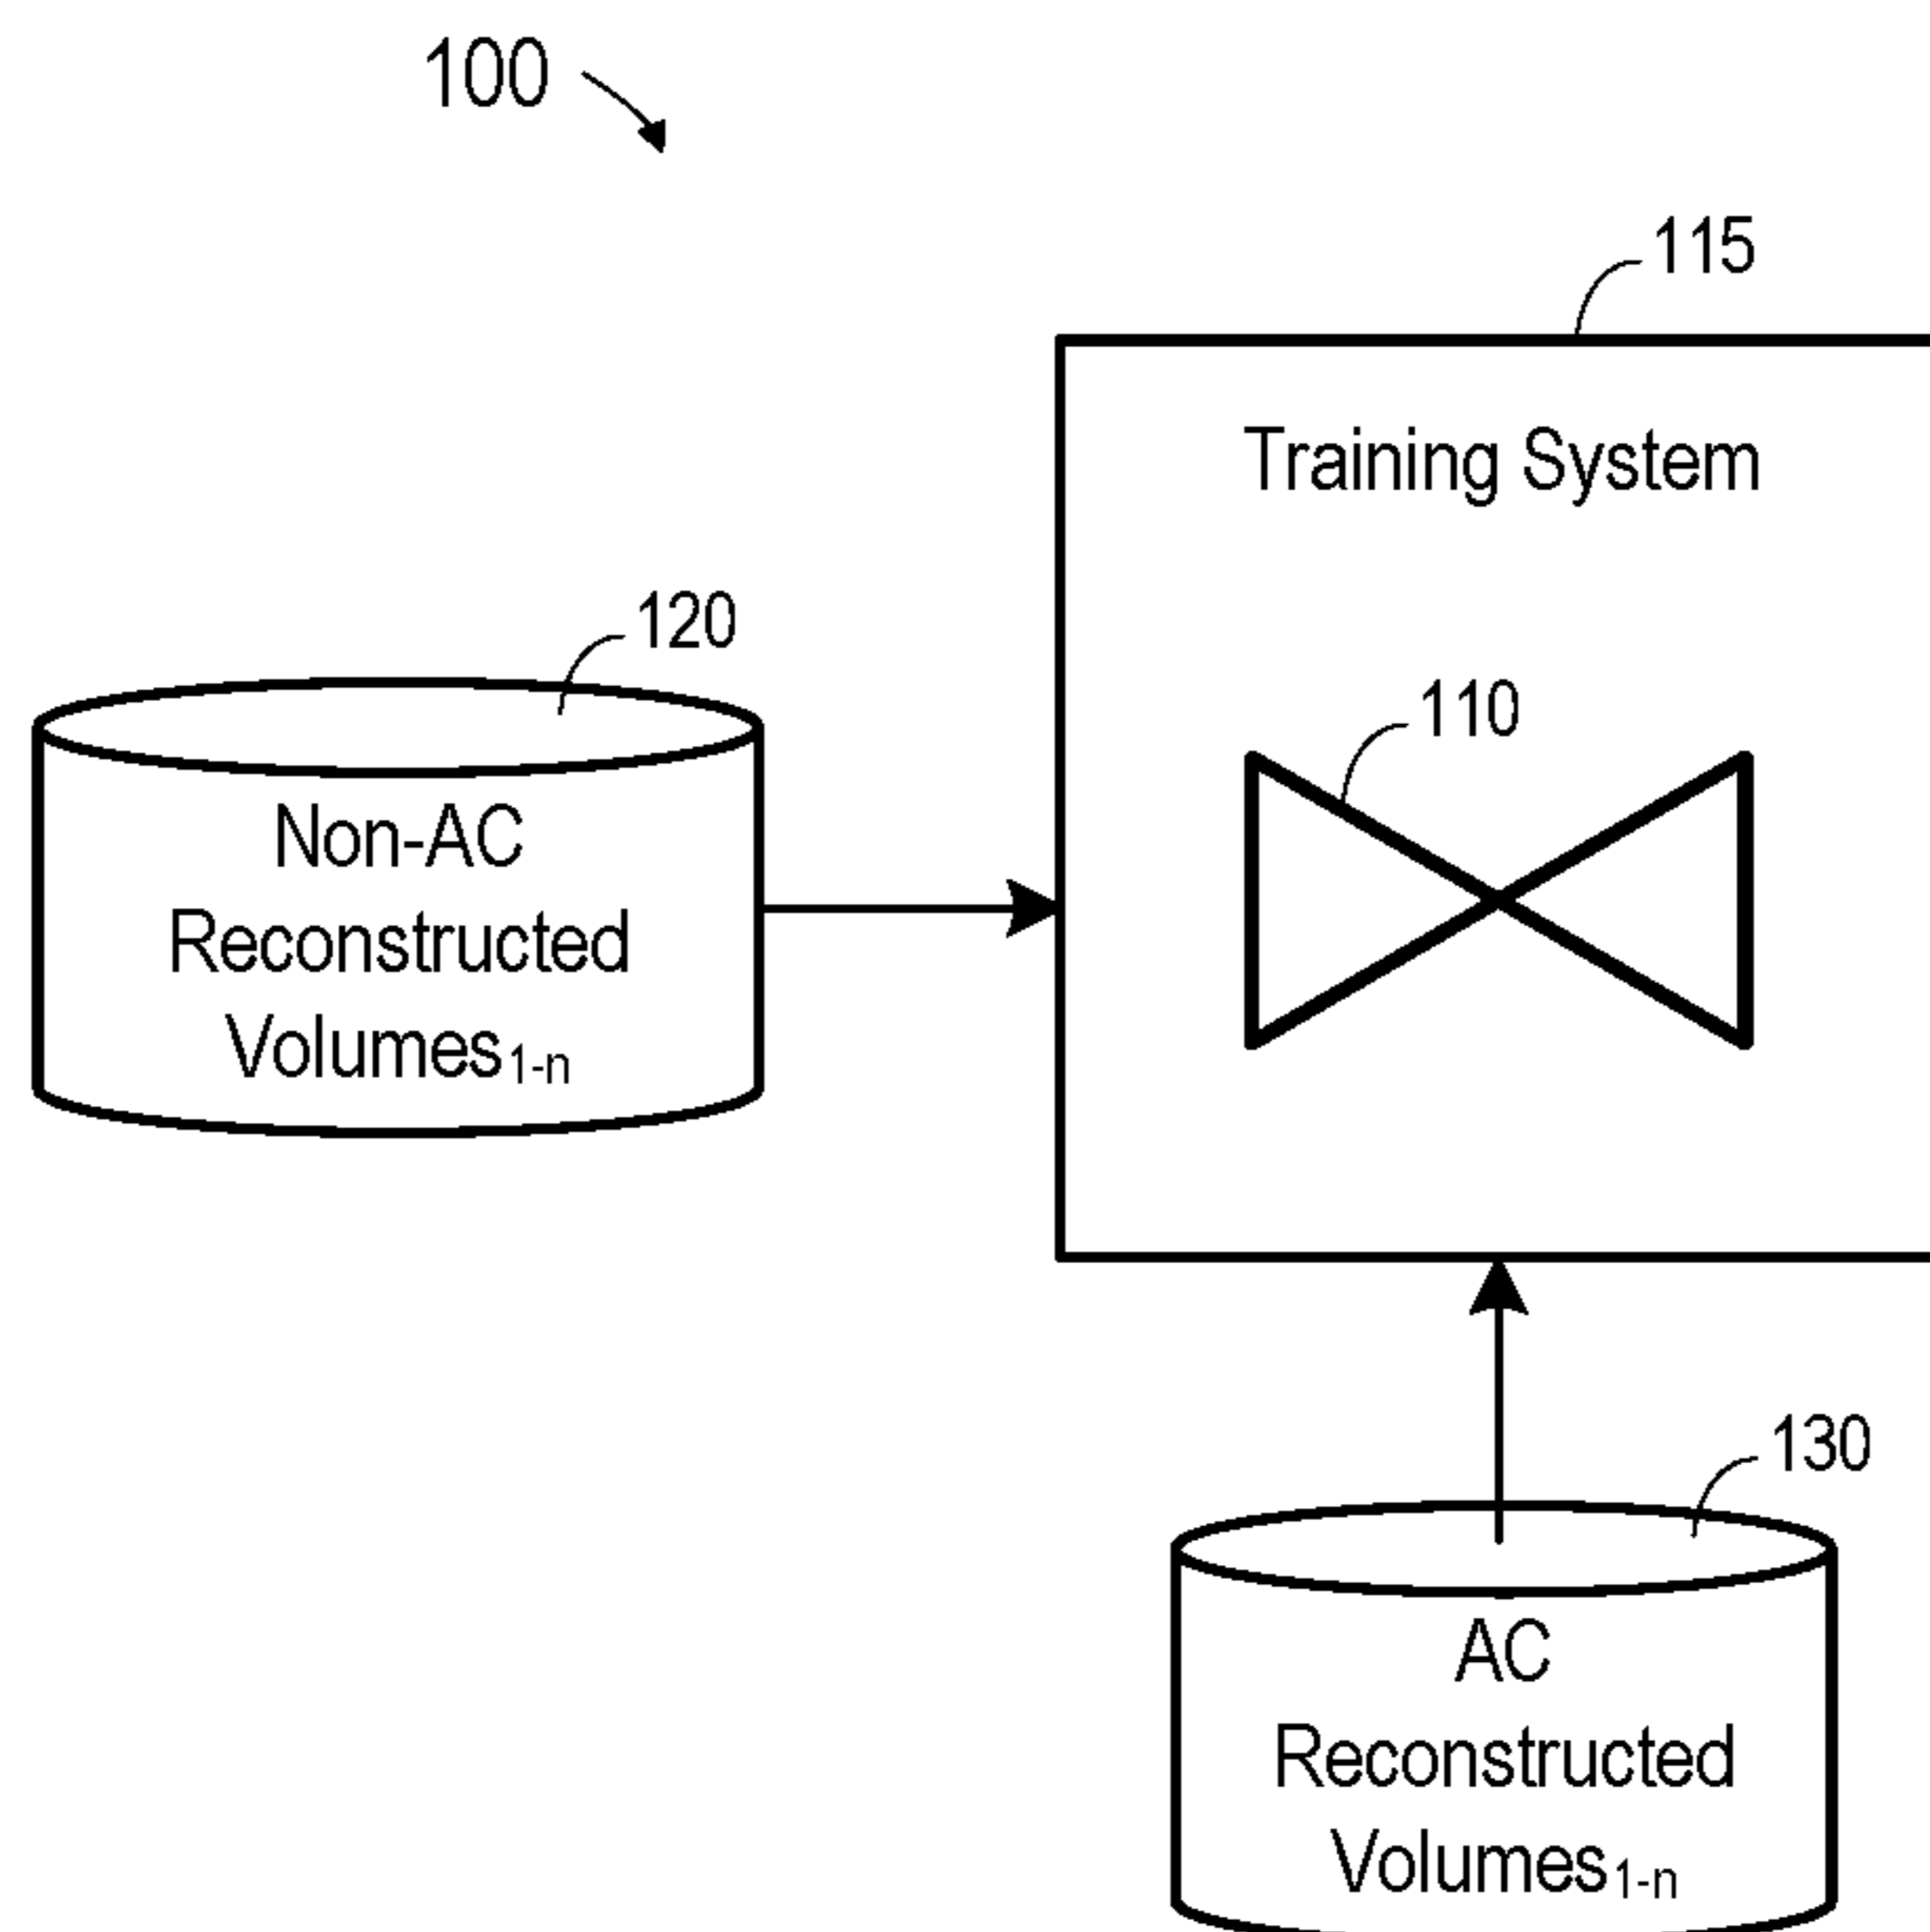 100
115
Training System
120
110
Non-AC
Reconstructed
Volumes1-n
130
AC
Reconstructed
Volumes1-n